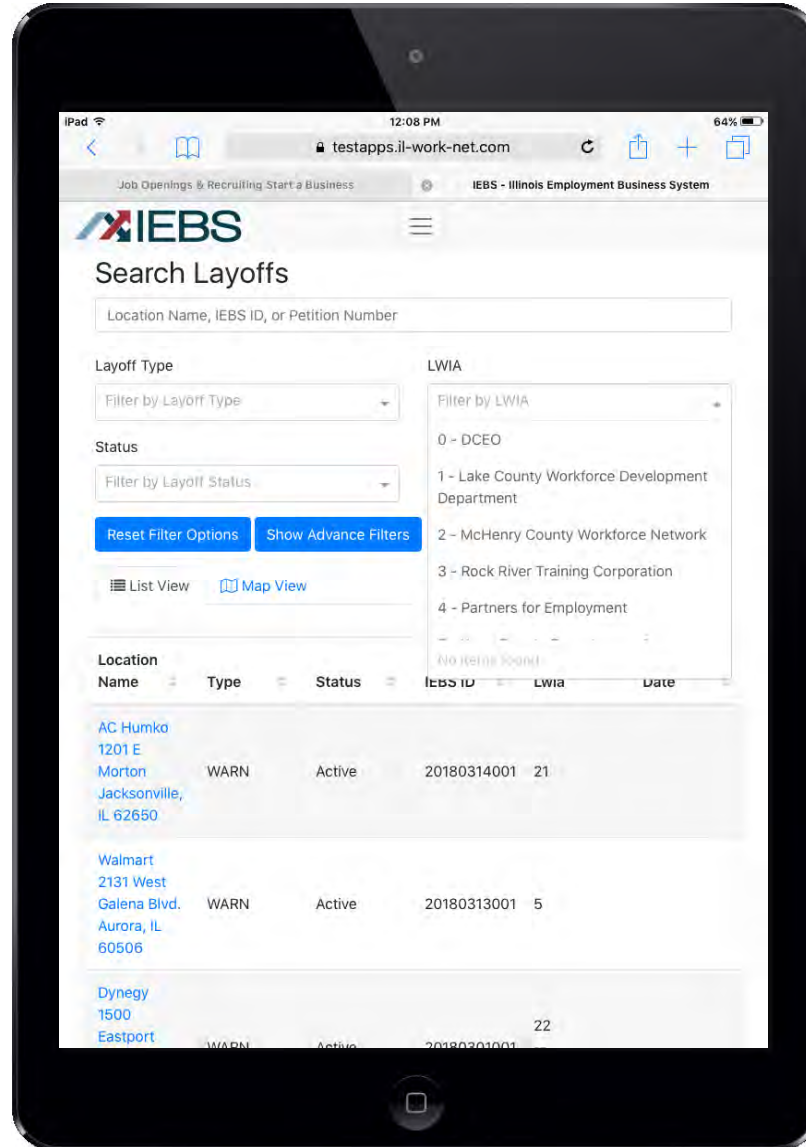 iPad 12:08 PM 64%
testapps.il-work-net.com
Job Openings & Recruiting Start a Business IEBS - Illinois Employment Business System
IEBS
Search Layoffs
Location Name, IEBS ID, or Petition Number
Layoff Type LWIA
Filter by Layoff Type Filter by LWIA
0 - DCEO
Status
1 - Lake County Workforce Development
Department
Filter by Layoff Status
Reset Filter Options Show Advance Filters 2 - McHenry County Workforce Network
3 - Rock River Training Corporation
List View Map View
4 - Partners for Employment
No items found
Location
Name Type Status IEBS ID Lwia Date
AC Humko
1201 E
Morton WARN Active 20180314001 21
Jacksonville,
IL 62650
Walmart
2131 West
Galena Blvd. WARN Active 20180313001 5
Aurora, IL
60506
Dynegy
1500
22
Eastport
WARN Active 20180301001